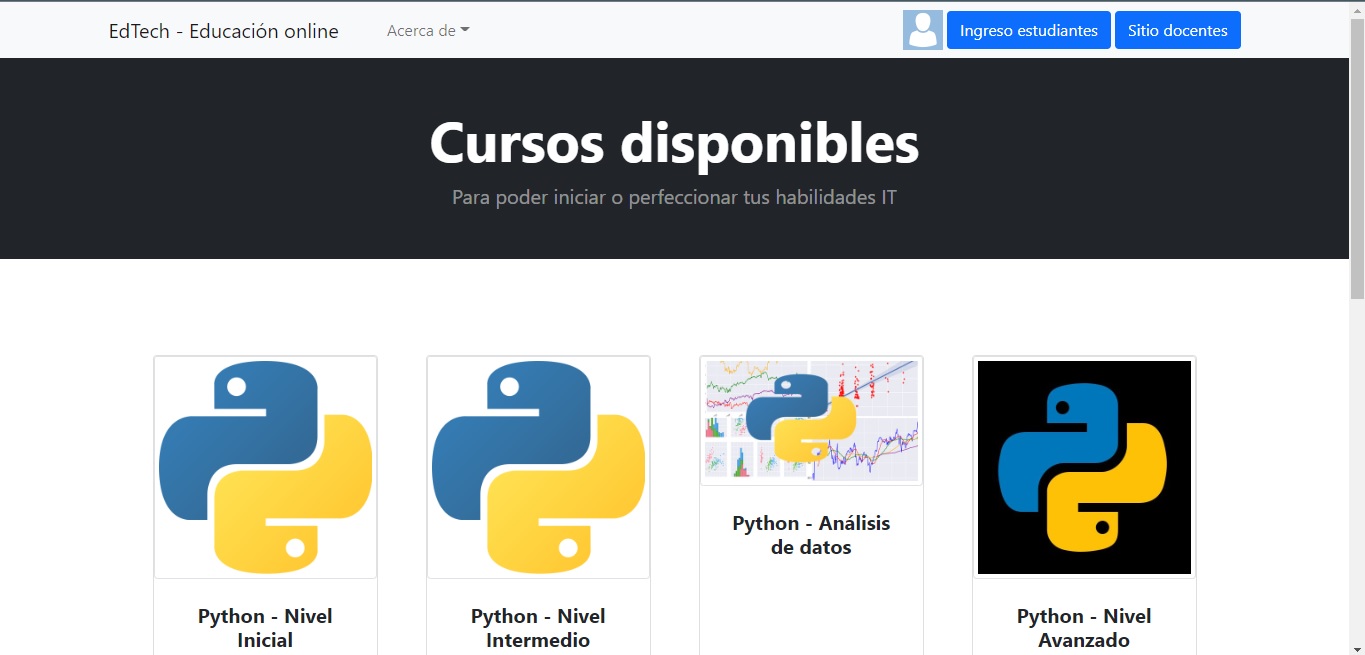 EdTech - Educación online
Acerca de
Ingreso estudiantes
Sitio docentes
Cursos disponibles
Para poder iniciar o perfeccionar tus habilidades IT
Python - Nivel
Inicial
Python - Nivel
Intermedio
Python - Análisis
de datos
Python - Nivel
Avanzado